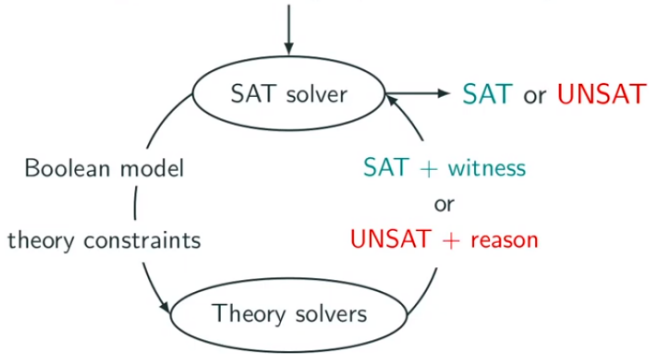 SAT solver
SAT or UNSAT
Boolean model
SAT + witness
or
theory constraints
UNSAT + reason
Theory solvers